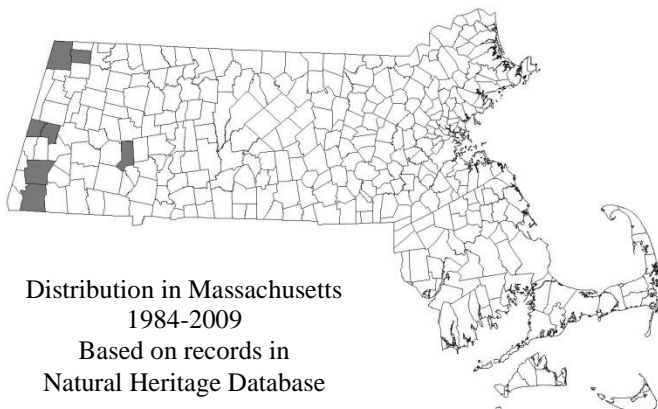 Distribution in Massachusetts
1984-2009
Based on records in
Natural Heritage Database